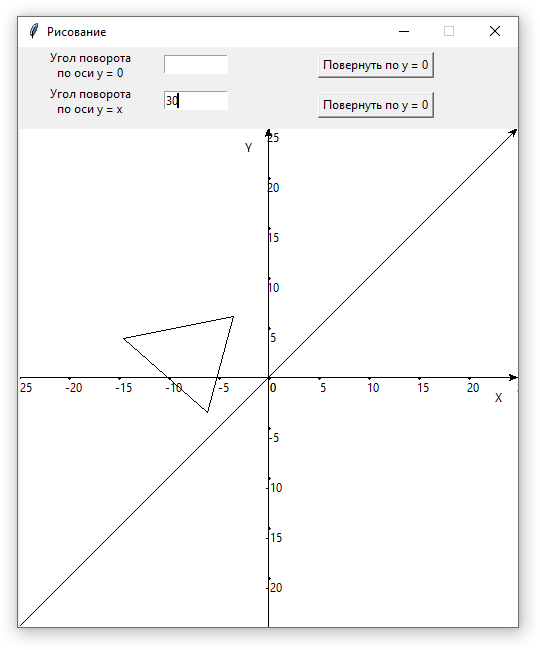 Рисование
Угол поворота
по оси y = 0
Повернуть по y = 0
Угол поворота
по оси y = x
30
Повернуть по y = 0
25
Y
20
15
10
5
25 -20 -15 -10 -5 0 5 10 15 20
X
-5
-10
-15
-20